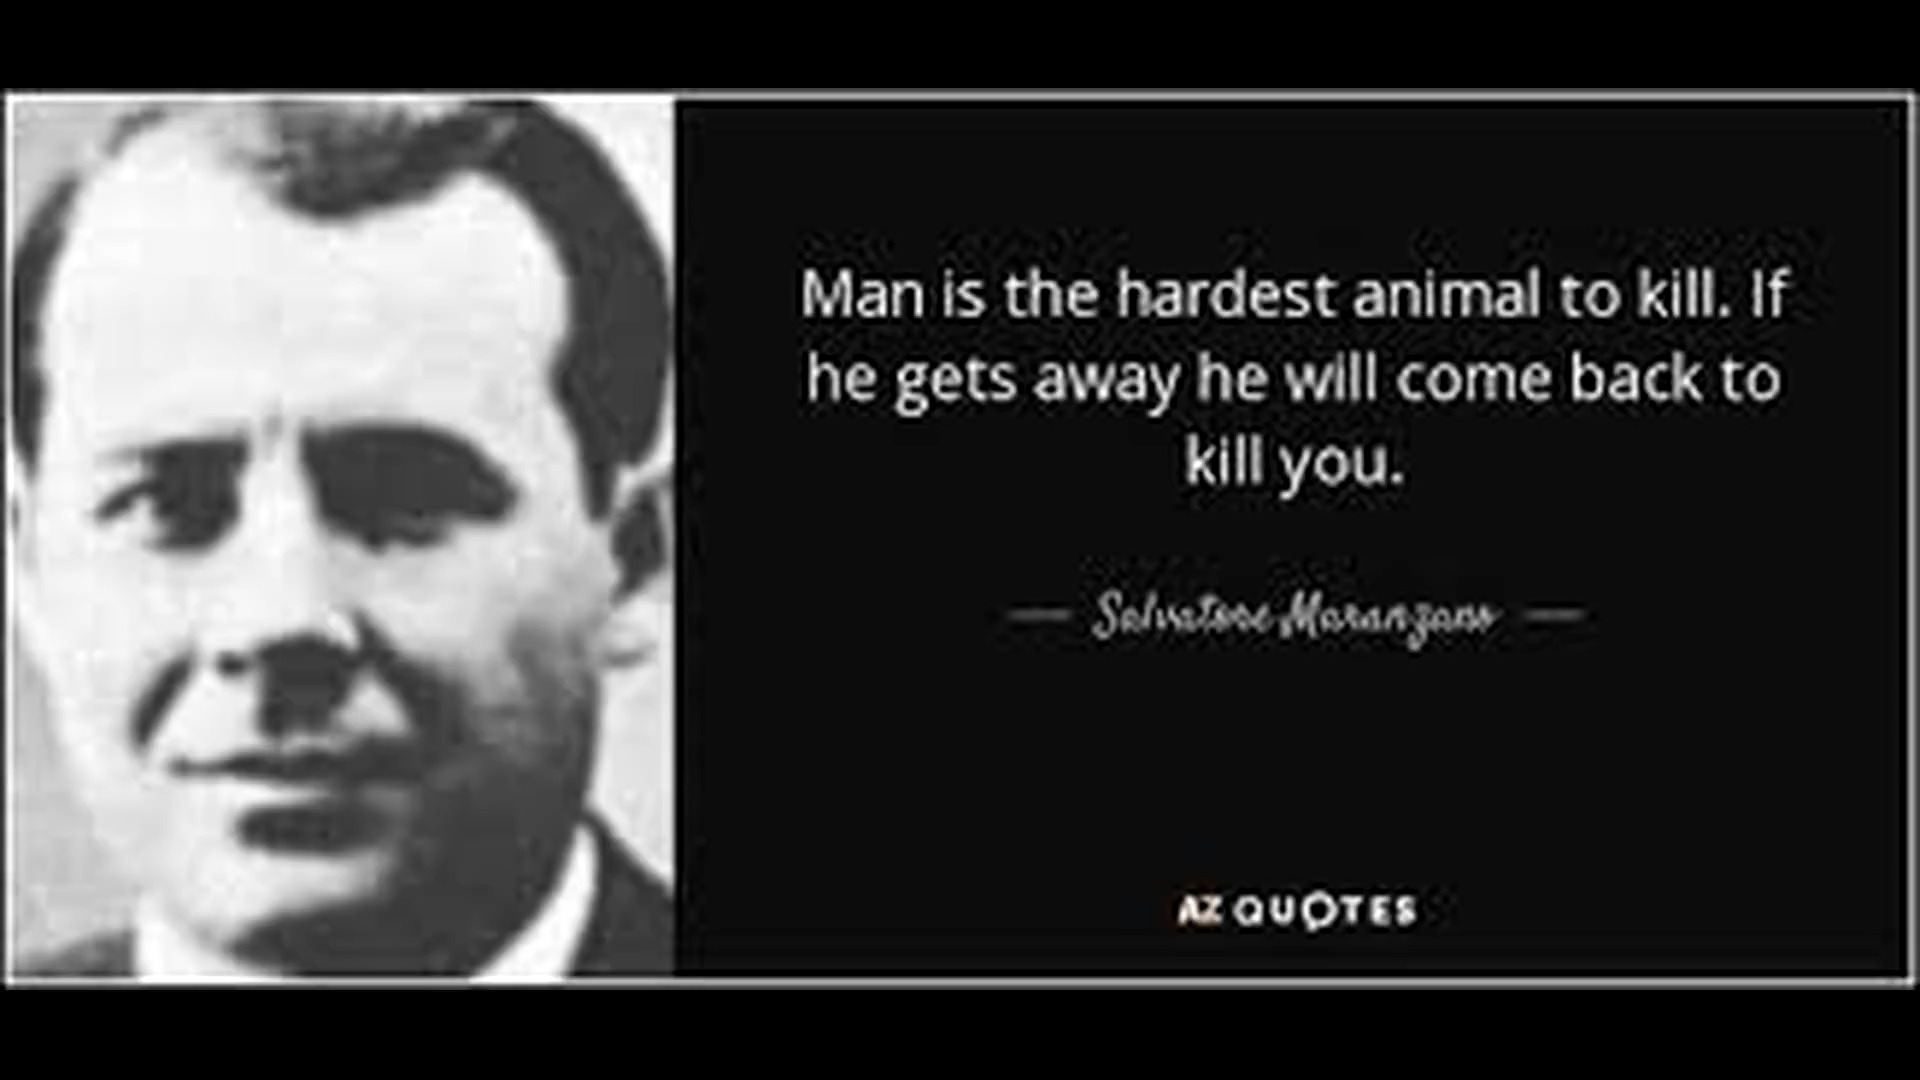 Man is the hardest animal to kill. If
he gets away he will come back to
kill you.
— Salvatore Maranzano —
AZ QUOTES